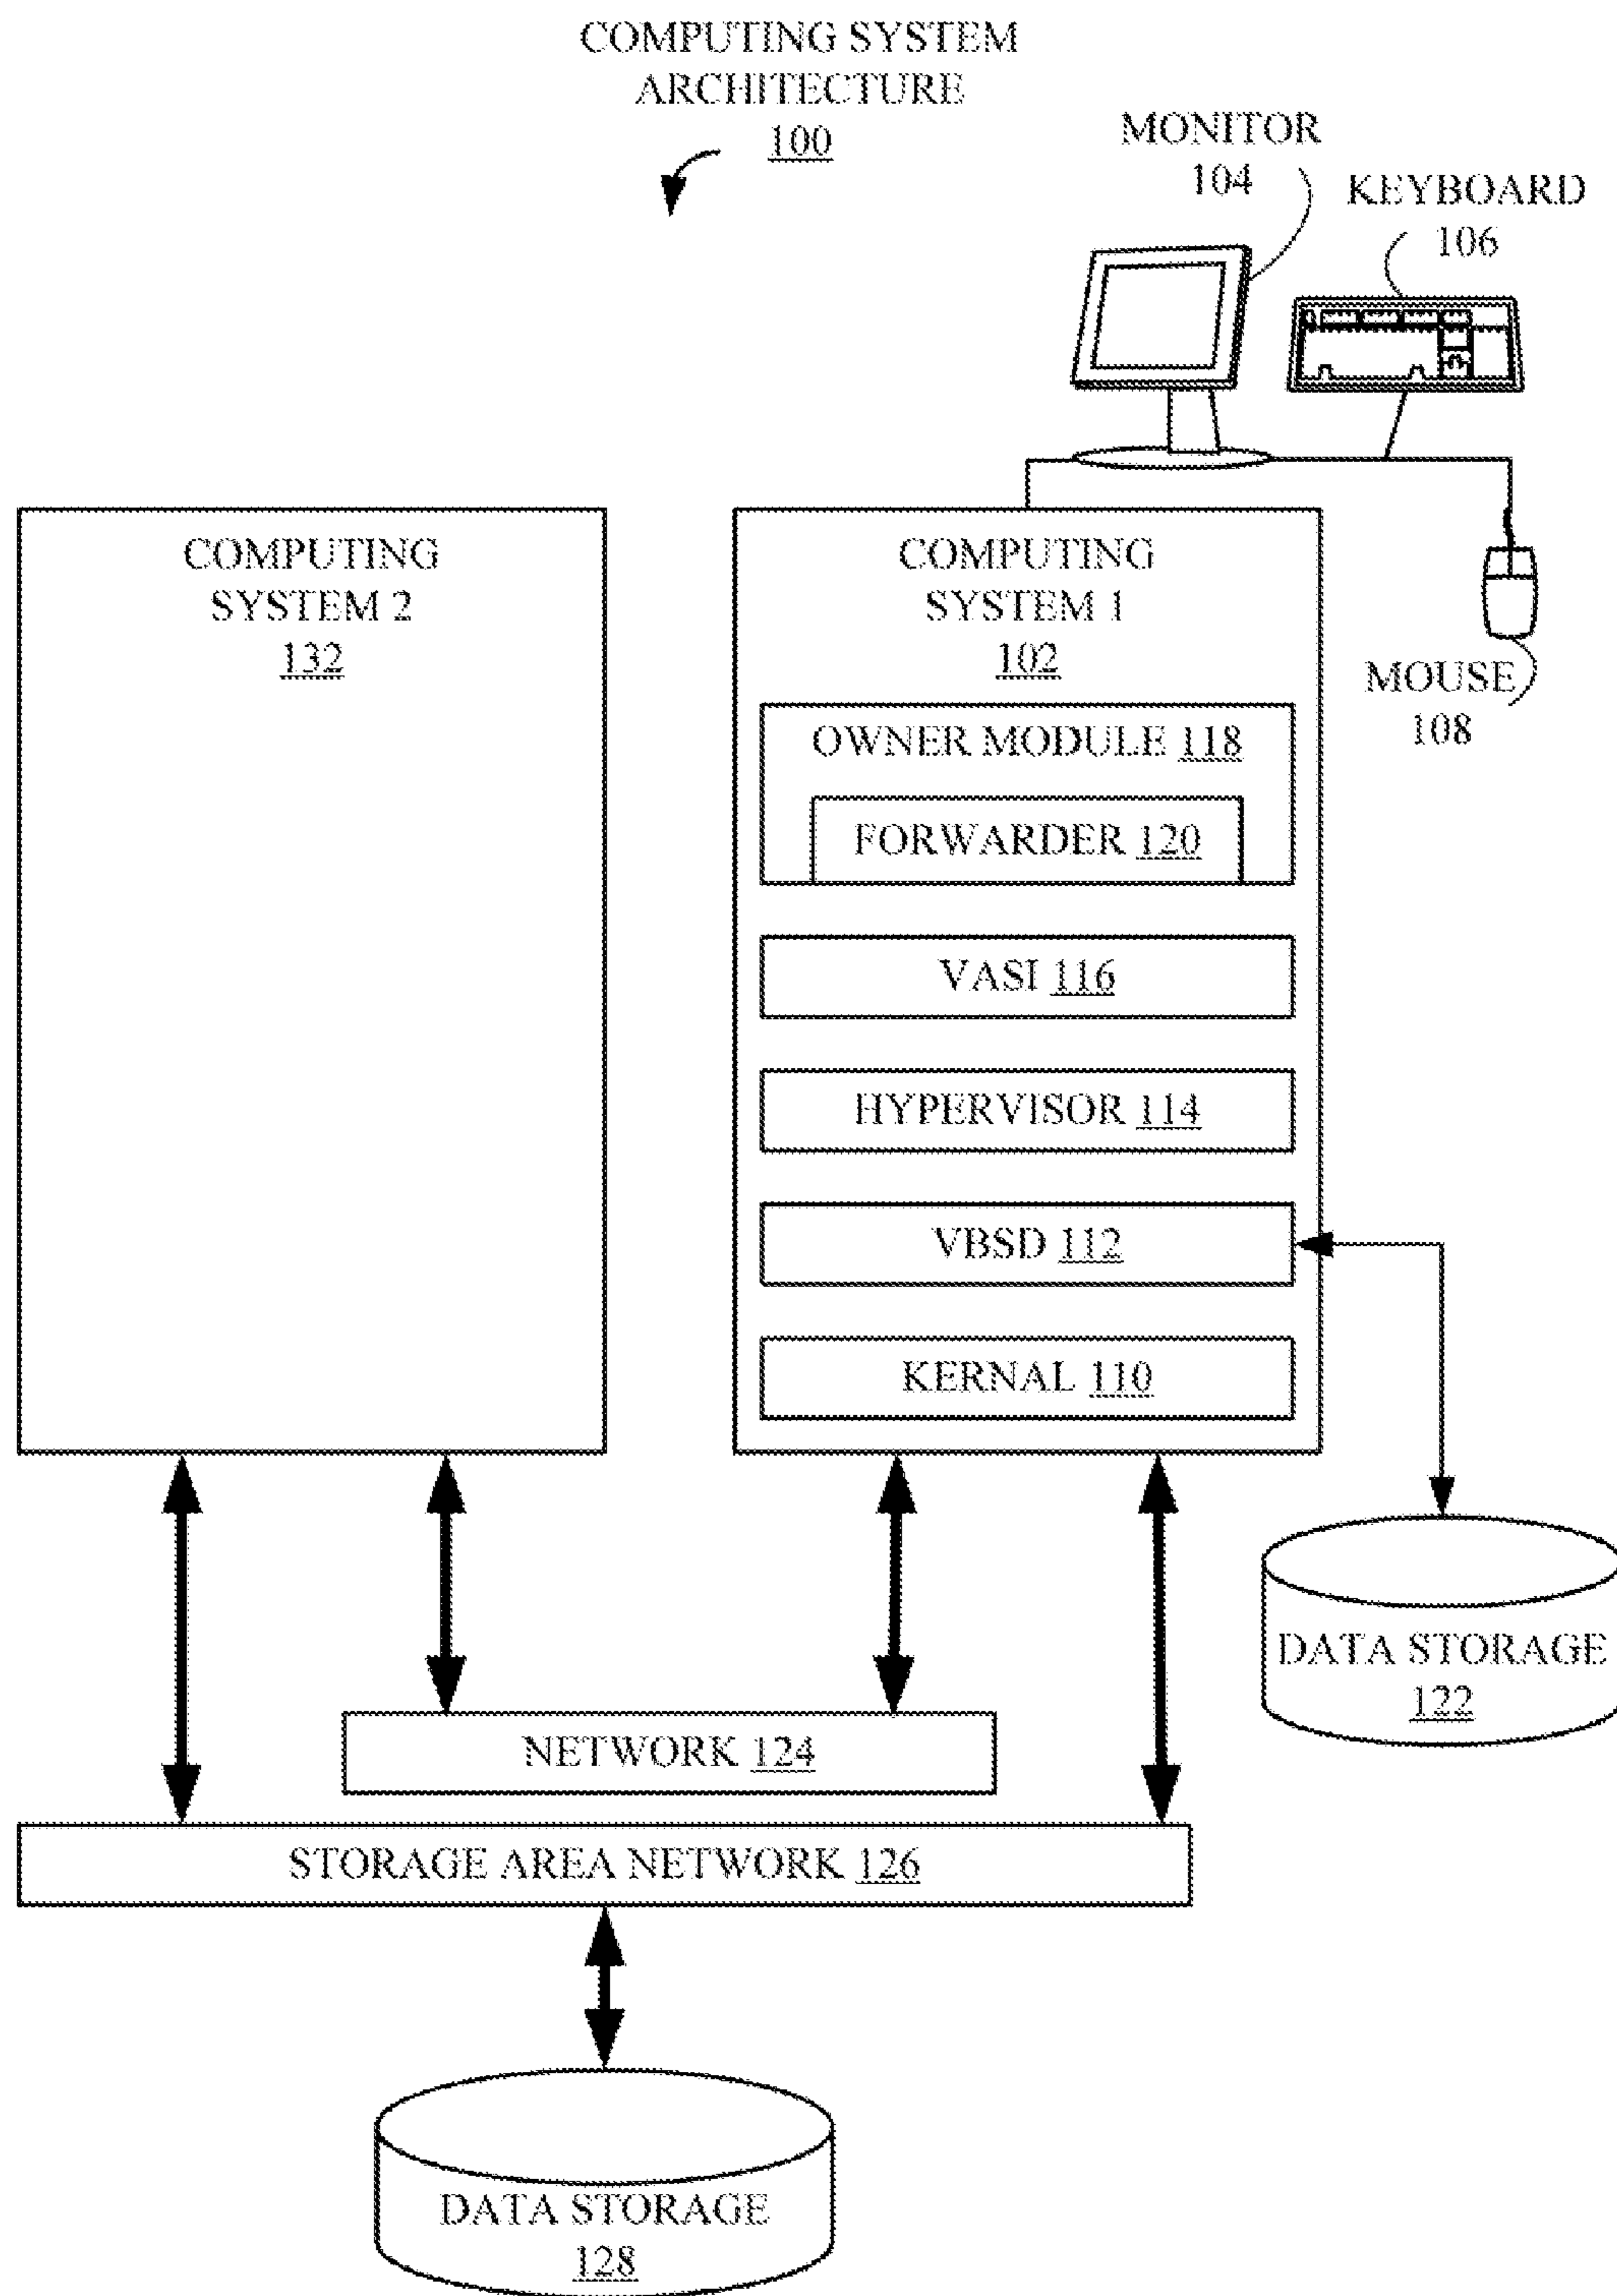 COMPUTING SYSTEM
ARCHITECTURE
100
MONITOR
104
KEYBOARD
106
COMPUTING
SYSTEM 2
132
COMPUTING
SYSTEM 1
102
MOUSE
108
OWNER MODULE 118
FORWARDER 120
VASI 116
HYPERVISOR 114
VBSD 112
KERNAL 110
DATA STORAGE
122
NETWORK 124
STORAGE AREA NETWORK 126
DATA STORAGE
128